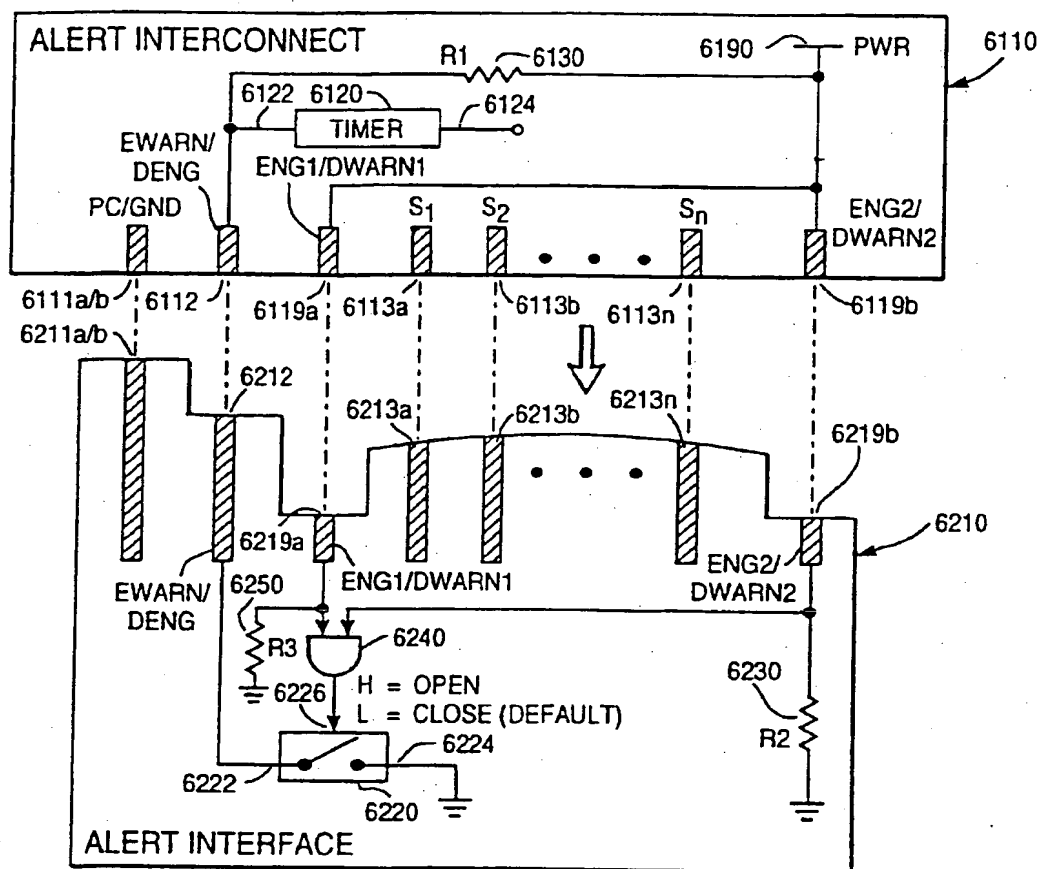 ALERT INTERCONNECT
6190
PWR
6110
R1
6130
6120
6122
6124
TIMER
EWARN/
DENG
ENG1/DWARN1
PC/GND
S1
S2
Sn
ENG2/
DWARN2
6111a/b
6112
6119a
6113a
6113b
6113n
6119b
6211a/b
6212
6213a
6213b
6213n
6219b
6219a
6210
EWARN/
DENG
ENG1/DWARN1
ENG2/
DWARN2
6250
R3
6240
6230
R2
H = OPEN
L = CLOSE (DEFAULT)
6226
6224
6222
6220
ALERT INTERFACE